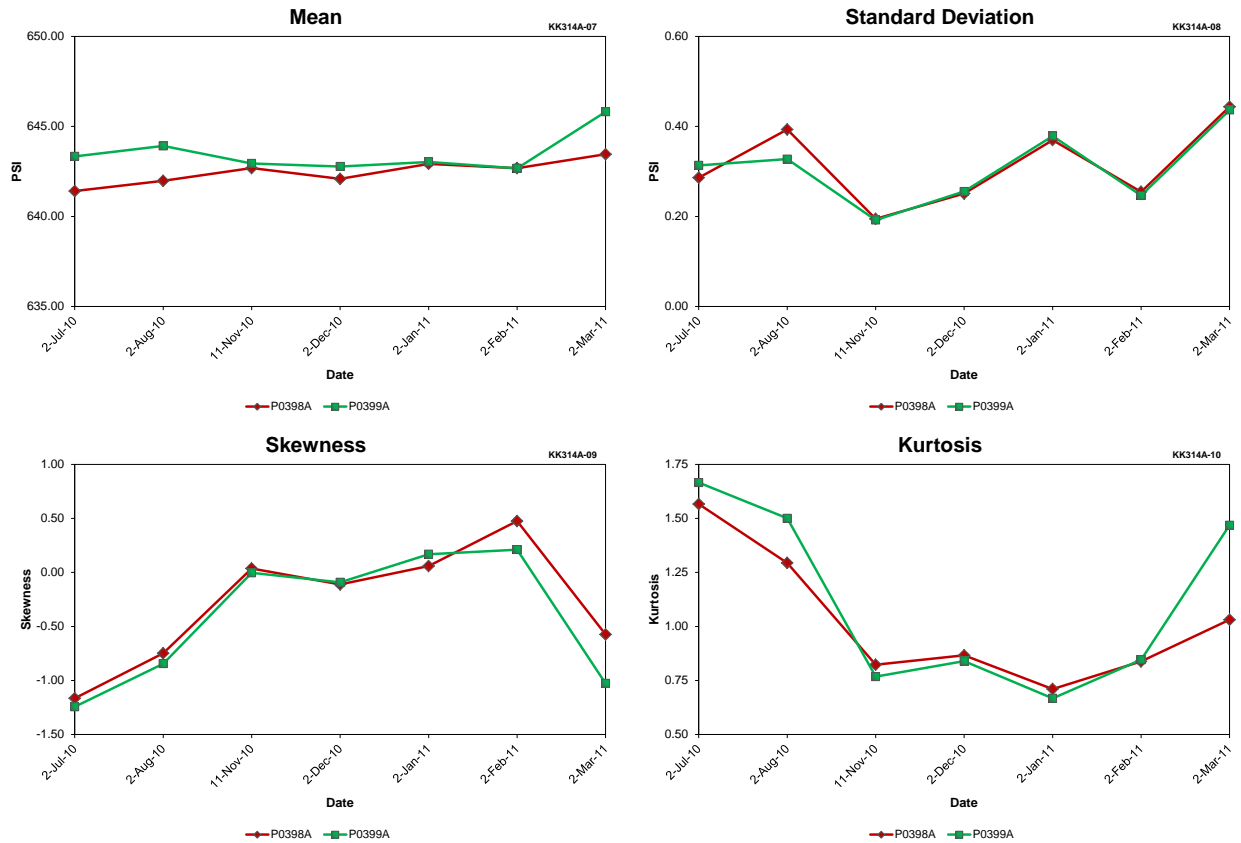 Mean
KK314A-07
650.00
645.00
640.00
635.00
PSI
2-Jul-10
2-Aug-10
11-Nov-10
2-Dec-10
2-Jan-11
2-Feb-11
2-Mar-11
Date
P0398A P0399A
Standard Deviation
KK314A-08
0.60
0.40
0.20
0.00
PSI
2-Jul-10
2-Aug-10
11-Nov-10
2-Dec-10
2-Jan-11
2-Feb-11
2-Mar-11
Date
P0398A P0399A
Skewness
KK314A-09
1.00
0.50
0.00
-0.50
-1.00
-1.50
Skewness
2-Jul-10
2-Aug-10
11-Nov-10
2-Dec-10
2-Jan-11
2-Feb-11
2-Mar-11
Date
P0398A P0399A
Kurtosis
KK314A-10
1.75
1.50
1.25
1.00
0.75
0.50
Kurtosis
2-Jul-10
2-Aug-10
11-Nov-10
2-Dec-10
2-Jan-11
2-Feb-11
2-Mar-11
Date
P0398A P0399A